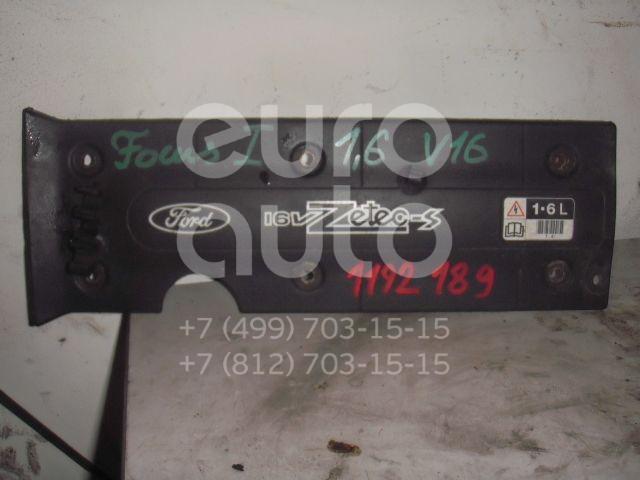 euro
auto
Focus I 1,6 V16
Ford
16V Zetec-S
1·6L
1192 189
+7 (499) 703-15-15
+7 (812) 703-15-15